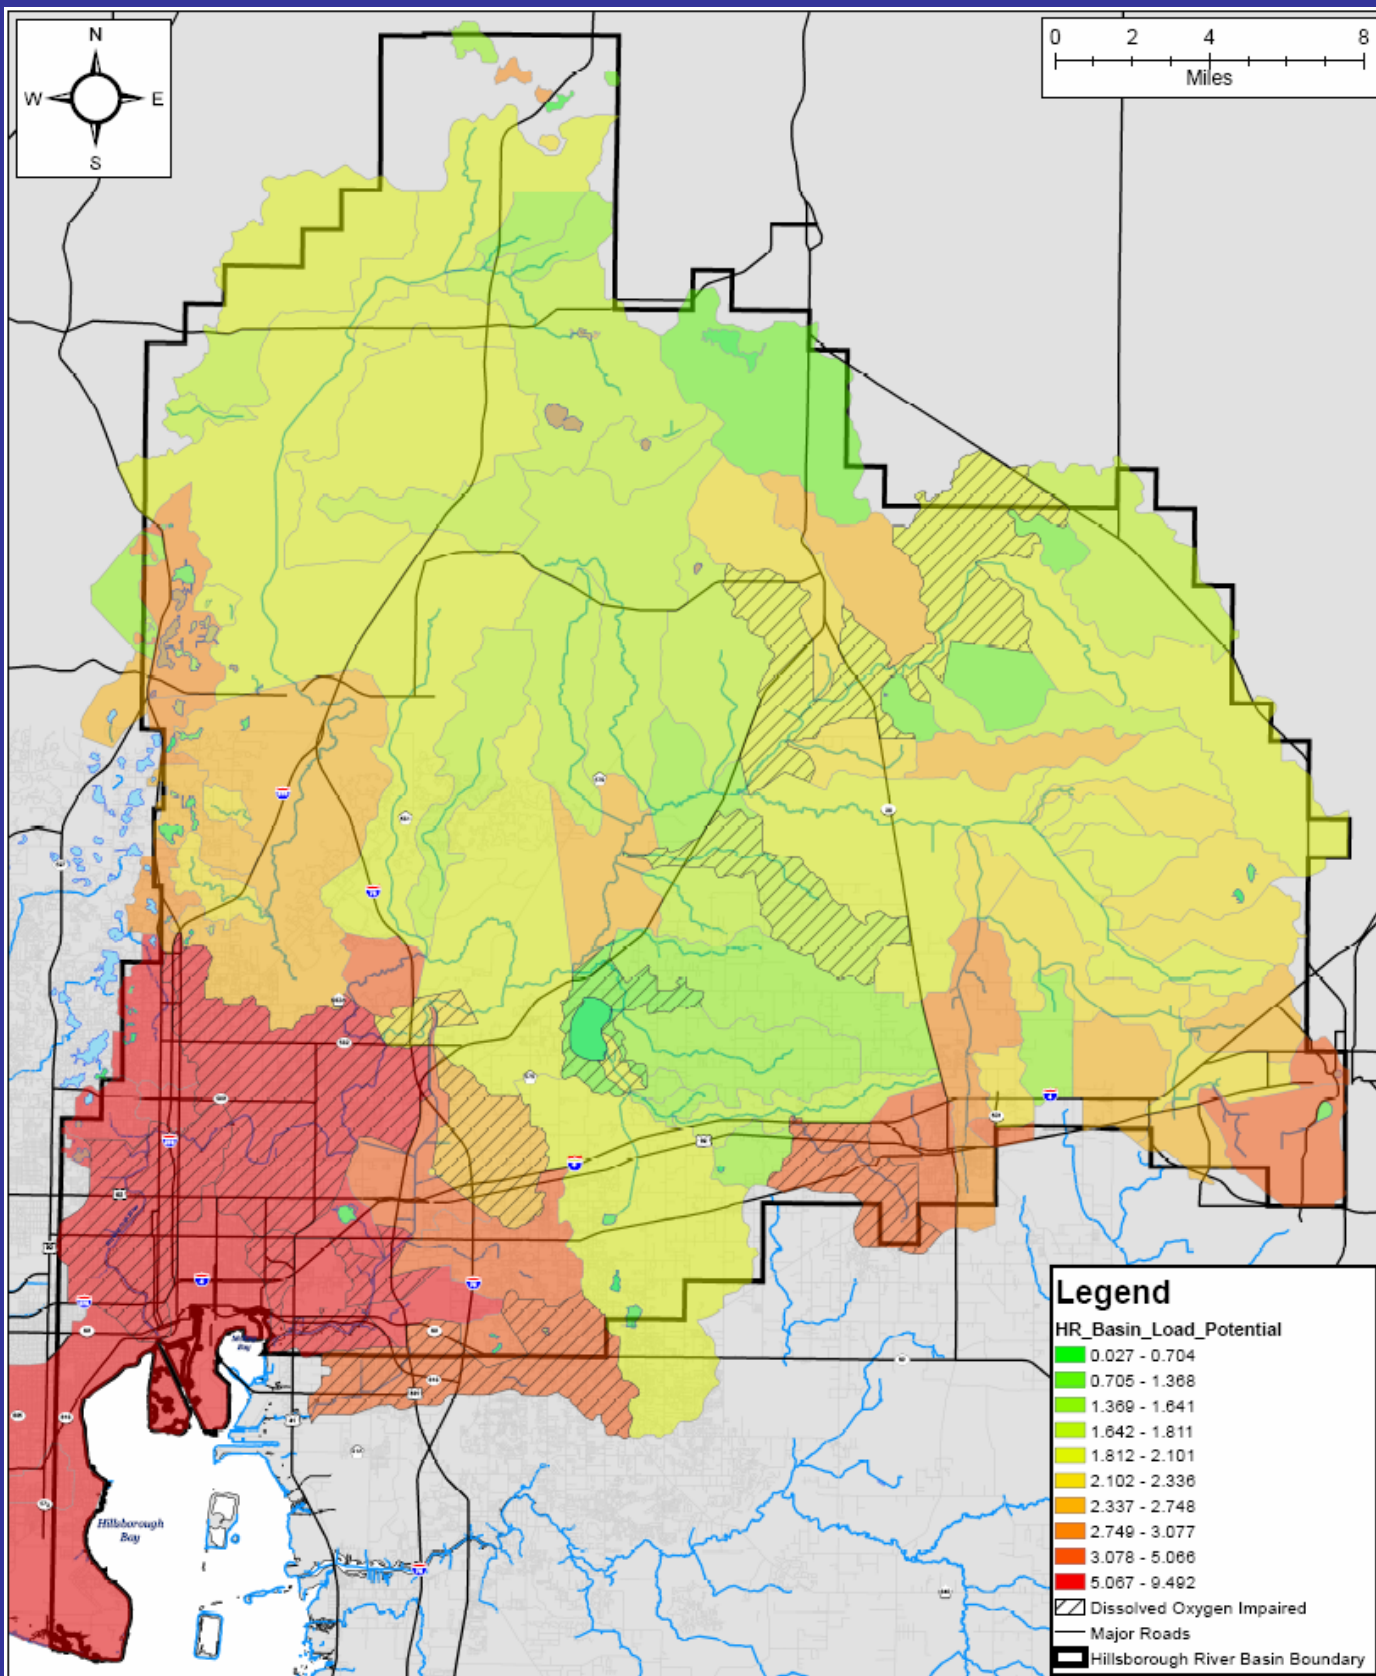 N
W E
S
0 2 4 8
Miles
Hillsborough
Bay
Legend
HR_Basin_Load_Potential
0.027 - 0.704
0.705 - 1.368
1.369 - 1.641
1.642 - 1.811
1.812 - 2.101
2.102 - 2.336
2.337 - 2.748
2.749 - 3.077
3.078 - 5.066
5.067 - 9.492
Dissolved Oxygen Impaired
Major Roads
Hillsborough River Basin Boundary